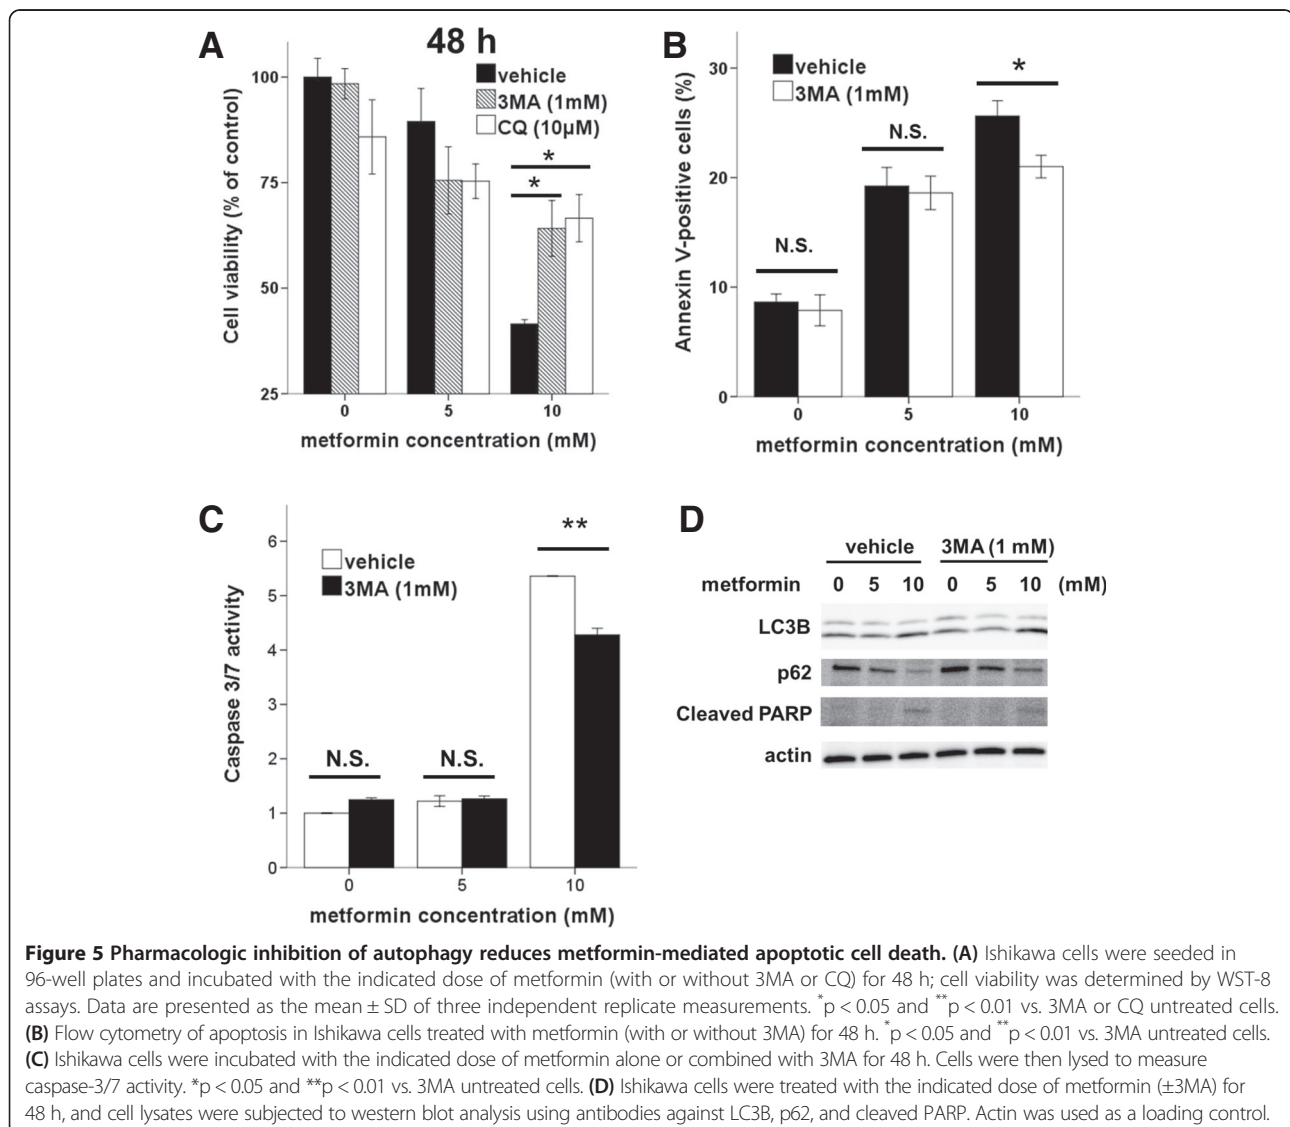 A
48 h
vehicle
3MA (1mM)
CQ (10μM)
Cell viability (% of control)
100
75
50
25
*
*
0 5 10
metformin concentration (mM)
B
vehicle
3MA (1mM)
Annexin V-positive cells (%)
30
20
10
0
N.S.
N.S.
*
0 5 10
metformin concentration (mM)
C
vehicle
3MA (1mM)
Caspase 3/7 activity
6
5
4
3
2
1
0
N.S.
N.S.
**
0 5 10
metformin concentration (mM)
D
vehicle 3MA (1 mM)
metformin 0 5 10 0 5 10 (mM)
LC3B
p62
Cleaved PARP
actin
Figure 5 Pharmacologic inhibition of autophagy reduces metformin-mediated apoptotic cell death. (A) Ishikawa cells were seeded in
96-well plates and incubated with the indicated dose of metformin (with or without 3MA or CQ) for 48 h; cell viability was determined by WST-8
assays. Data are presented as the mean ± SD of three independent replicate measurements. *p < 0.05 and **p < 0.01 vs. 3MA or CQ untreated cells.
(B) Flow cytometry of apoptosis in Ishikawa cells treated with metformin (with or without 3MA) for 48 h. *p < 0.05 and **p < 0.01 vs. 3MA untreated cells.
(C) Ishikawa cells were incubated with the indicated dose of metformin alone or combined with 3MA for 48 h. Cells were then lysed to measure
caspase-3/7 activity. *p < 0.05 and **p < 0.01 vs. 3MA untreated cells. (D) Ishikawa cells were treated with the indicated dose of metformin (±3MA) for
48 h, and cell lysates were subjected to western blot analysis using antibodies against LC3B, p62, and cleaved PARP. Actin was used as a loading control.